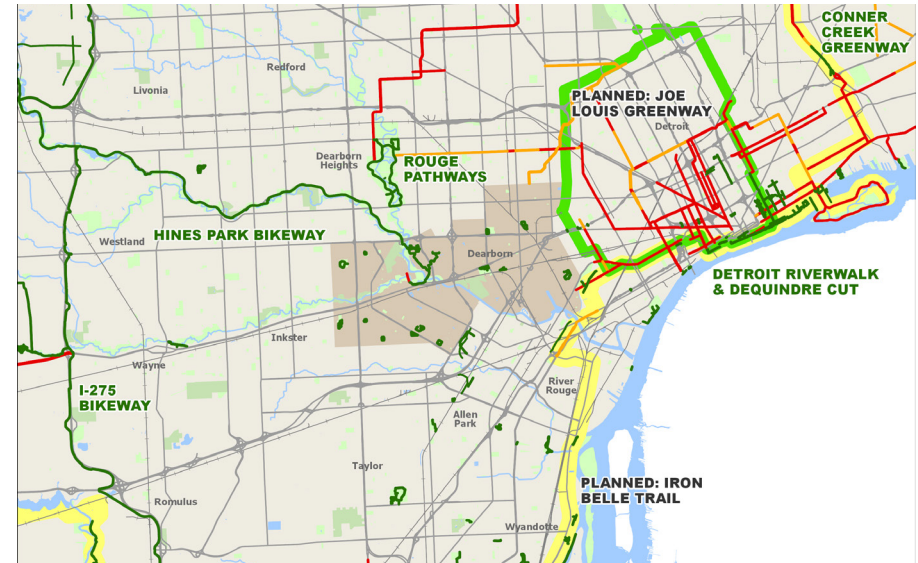 CONNER
CREEK
GREENWAY
Redford
Livonia
PLANNED: JOE
LOUIS GREENWAY
Detroit
Dearborn
Heights
ROUGE
PATHWAYS
Westland
HINES PARK BIKEWAY
Dearborn
DETROIT RIVERWALK
& DEQUINDRE CUT
Inkster
Wayne
I-275
BIKEWAY
River
Rouge
Allen
Park
Taylor
PLANNED: IRON
BELLE TRAIL
Romulus
Wyandotte